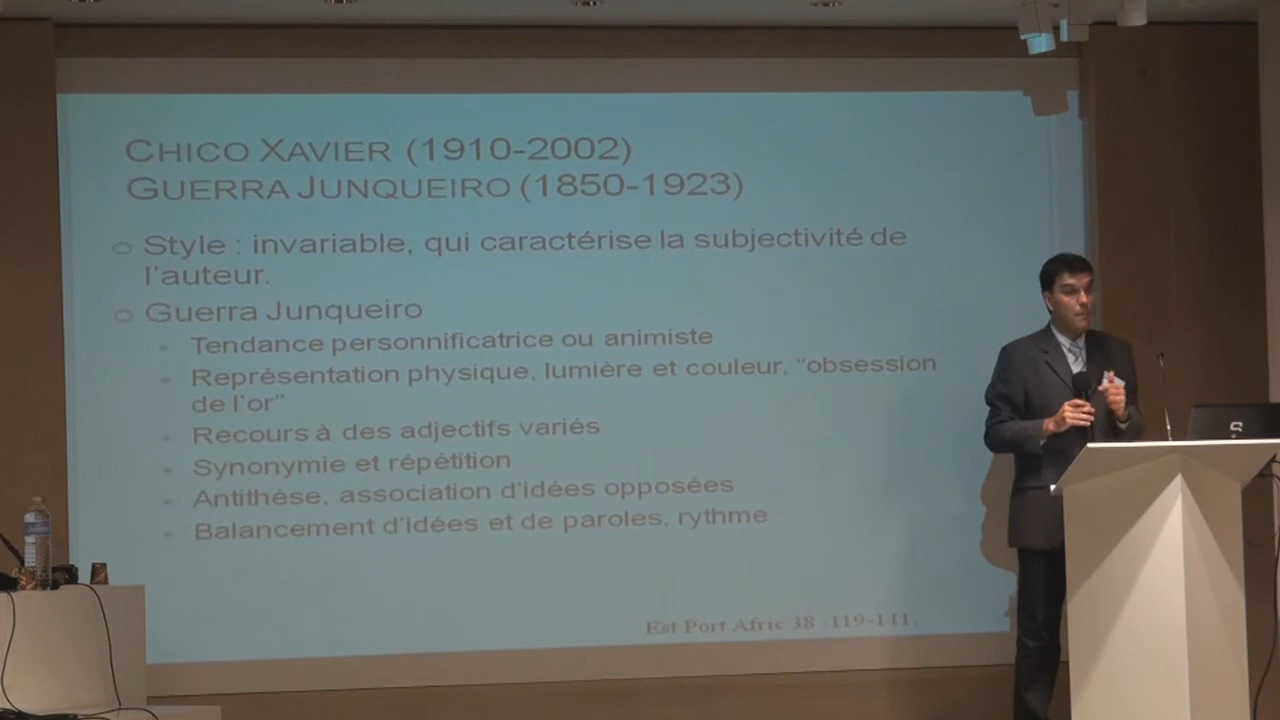 CHICO XAVIER (1910-2002)
GUERRA JUNQUEIRO (1850-1923)
Style : invariable, qui caractérise la subjectivité de
l'auteur.
Guerra Junqueiro
Tendance personnificatrice ou animiste
Représentation physique, lumière et couleur, "obsession
de l'or"
Recours à des adjectifs variés
Synonymie et répétition
Antithèse, association d'idées opposées
Balancement d'idées et de paroles, rythme
Est Port Afric 38 119-141.